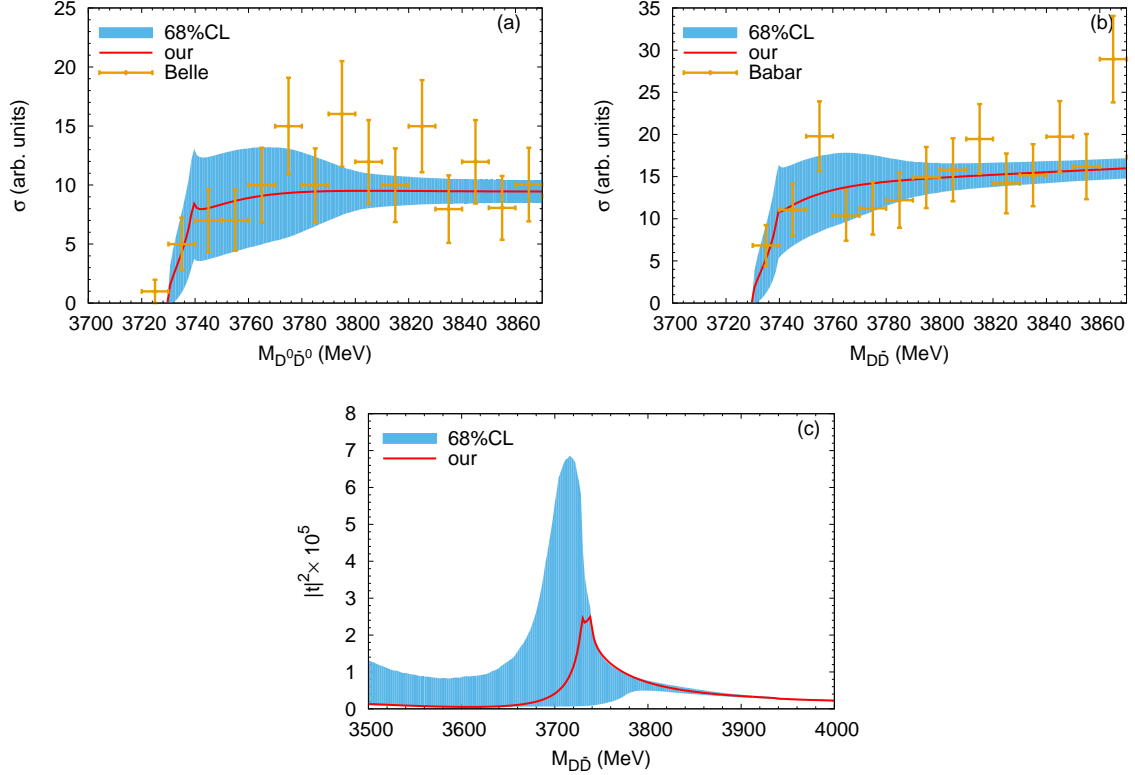 (a)
68%CL
our
Belle
σ (arb. units)
25
20
15
10
5
0
3700 3720 3740 3760 3780 3800 3820 3840 3860
M_{D⁰D̄⁰} (MeV)
(b)
68%CL
our
Babar
σ (arb. units)
35
30
25
20
15
10
5
0
3700 3720 3740 3760 3780 3800 3820 3840 3860
M_{DD̄} (MeV)
(c)
68%CL
our
|t|²× 10⁵
8
7
6
5
4
3
2
1
0
3500 3600 3700 3800 3900 4000
M_{DD̄} (MeV)